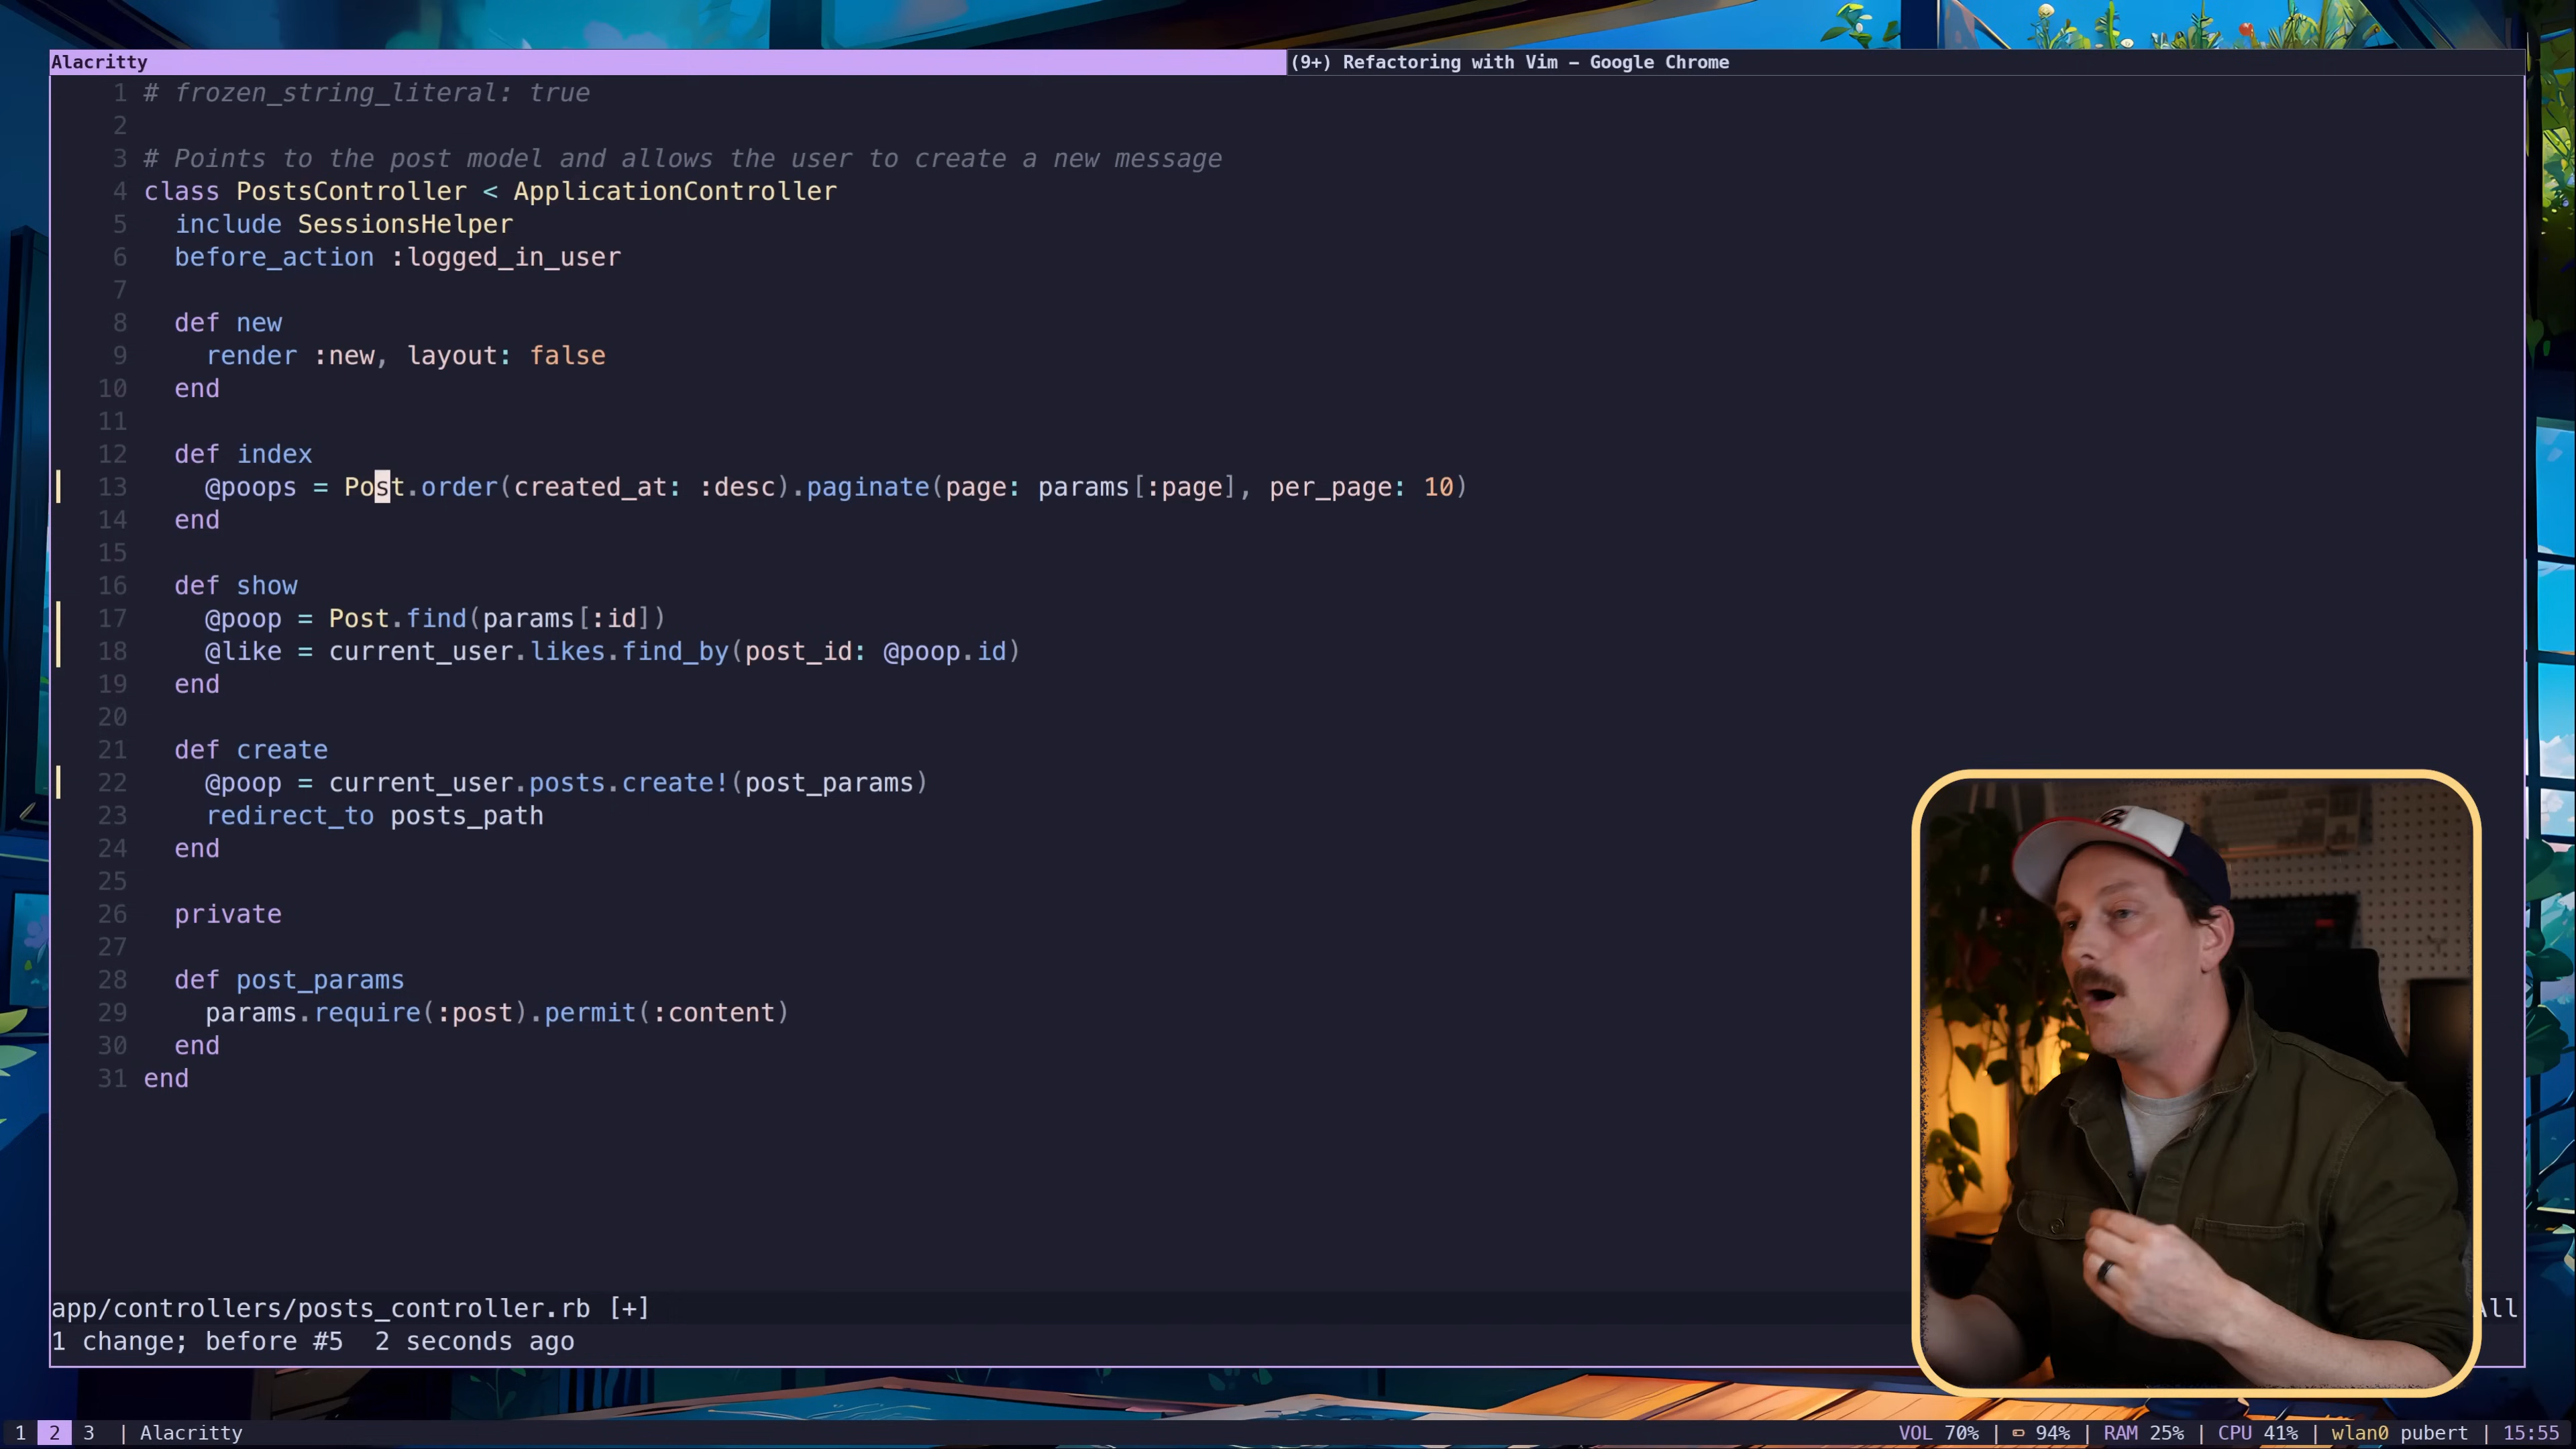 Alacritty
(9+) Refactoring with Vim – Google Chrome
1 # frozen_string_literal: true
2
3 # Points to the post model and allows the user to create a new message
4 class PostsController < ApplicationController
5   include SessionsHelper
6   before_action :logged_in_user
7
8   def new
9     render :new, layout: false
10   end
11
12   def index
13     @poops = Post.order(created_at: :desc).paginate(page: params[:page], per_page: 10)
14   end
15
16   def show
17     @poop = Post.find(params[:id])
18     @like = current_user.likes.find_by(post_id: @poop.id)
19   end
20
21   def create
22     @poop = current_user.posts.create!(post_params)
23     redirect_to posts_path
24   end
25
26   private
27
28   def post_params
29     params.require(:post).permit(:content)
30   end
31 end
app/controllers/posts_controller.rb [+] All
1 change; before #5  2 seconds ago
1 2 3 | Alacritty VOL 70% | 94% | RAM 25% | CPU 41% | wlan0 pubert | 15:55